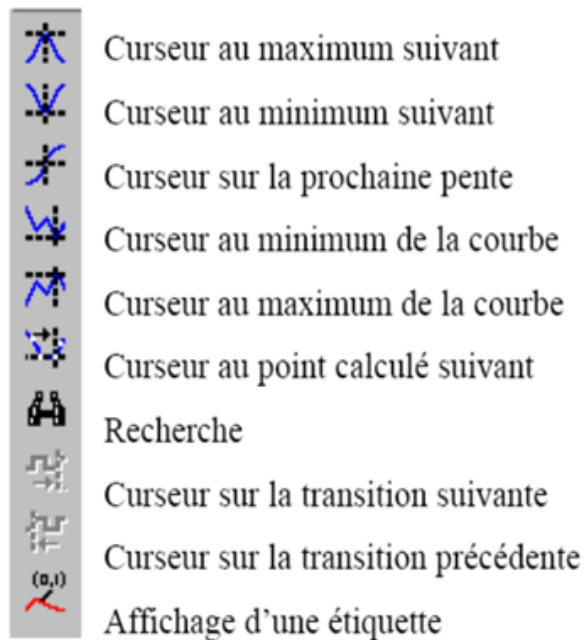 Curseur au maximum suivant
Curseur au minimum suivant
Curseur sur la prochaine pente
Curseur au minimum de la courbe
Curseur au maximum de la courbe
Curseur au point calculé suivant
Recherche
Curseur sur la transition suivante
Curseur sur la transition précédente
(0,1)
Affichage d’une étiquette